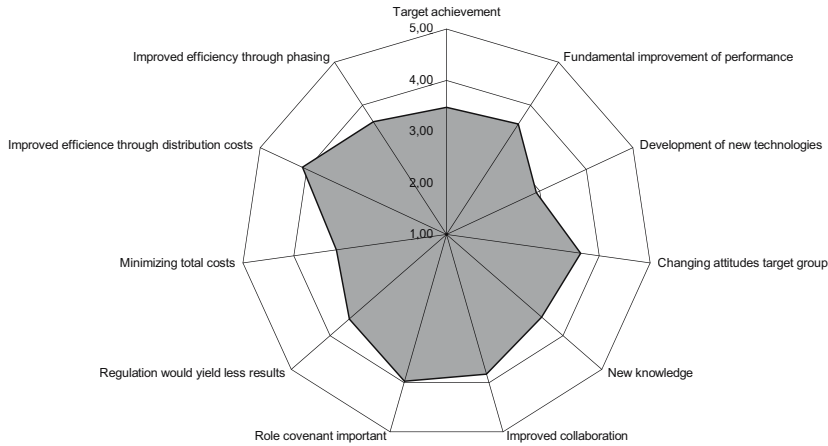 Target achievement
5,00
Improved efficiency through phasing
Fundamental improvement of performance
4,00
Improved efficience through distribution costs
3,00
Development of new technologies
2,00
1,00
Minimizing total costs
Changing attitudes target group
Regulation would yield less results
New knowledge
Role covenant important
Improved collaboration